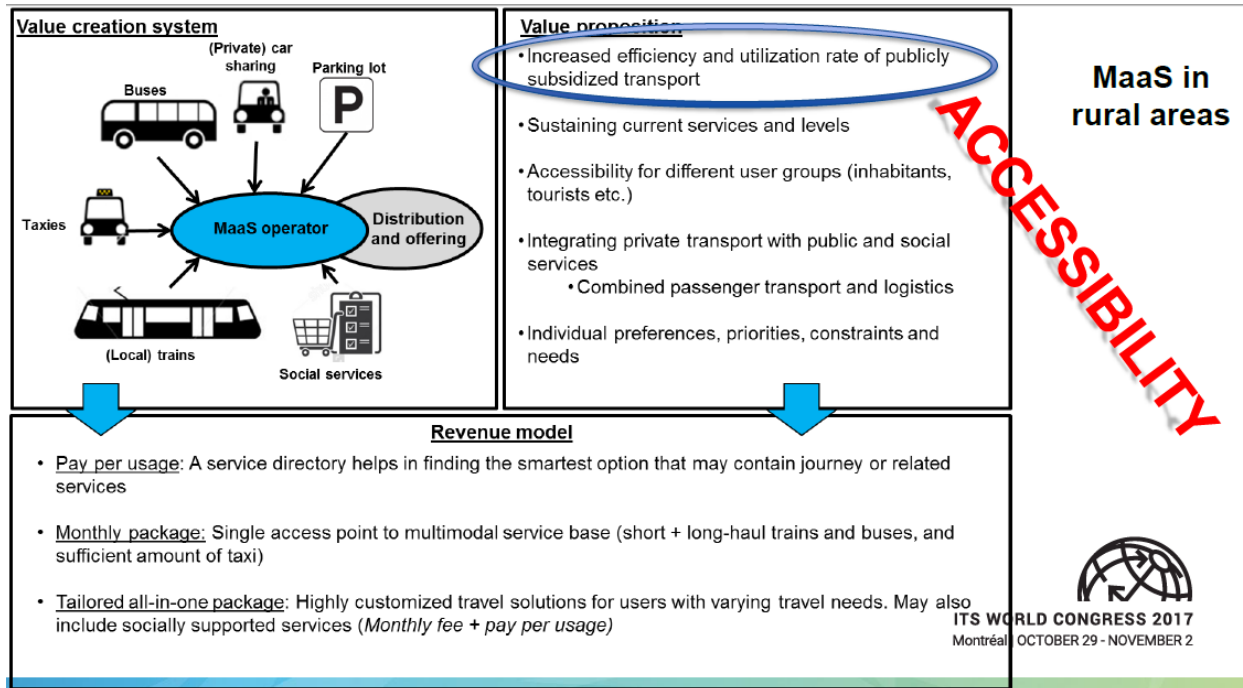 Value creation system
(Private) car
sharing
Parking lot
Buses
P
Taxies
MaaS operator
Distribution
and offering
(Local) trains
Social services
Value proposition
•Increased efficiency and utilization rate of publicly
subsidized transport
•Sustaining current services and levels
•Accessibility for different user groups (inhabitants,
tourists etc.)
•Integrating private transport with public and social
services
•Combined passenger transport and logistics
•Individual preferences, priorities, constraints and
needs
MaaS in
rural areas
ACCESSIBILITY
Revenue model
• Pay per usage: A service directory helps in finding the smartest option that may contain journey or related
services
• Monthly package: Single access point to multimodal service base (short + long-haul trains and buses, and
sufficient amount of taxi)
• Tailored all-in-one package: Highly customized travel solutions for users with varying travel needs. May also
include socially supported services (Monthly fee + pay per usage)
ITS WORLD CONGRESS 2017
Montréal OCTOBER 29 - NOVEMBER 2